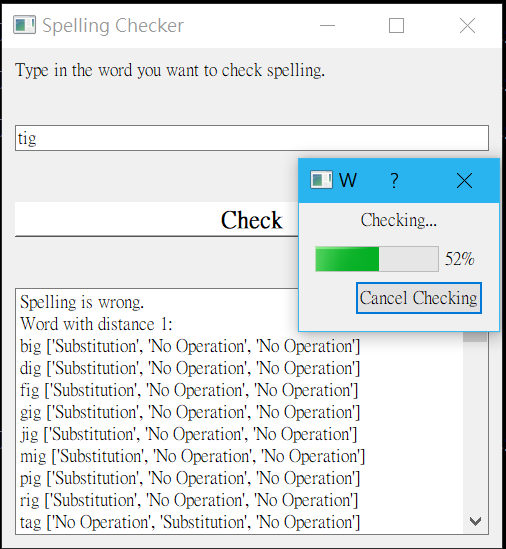 Spelling Checker
Type in the word you want to check spelling.
tig
W ?
Checking...
52%
Cancel Checking
Check
Spelling is wrong.
Word with distance 1:
big ['Substitution', 'No Operation', 'No Operation']
dig ['Substitution', 'No Operation', 'No Operation']
fig ['Substitution', 'No Operation', 'No Operation']
gig ['Substitution', 'No Operation', 'No Operation']
jig ['Substitution', 'No Operation', 'No Operation']
mig ['Substitution', 'No Operation', 'No Operation']
pig ['Substitution', 'No Operation', 'No Operation']
rig ['Substitution', 'No Operation', 'No Operation']
tag ['No Operation', 'Substitution', 'No Operation']